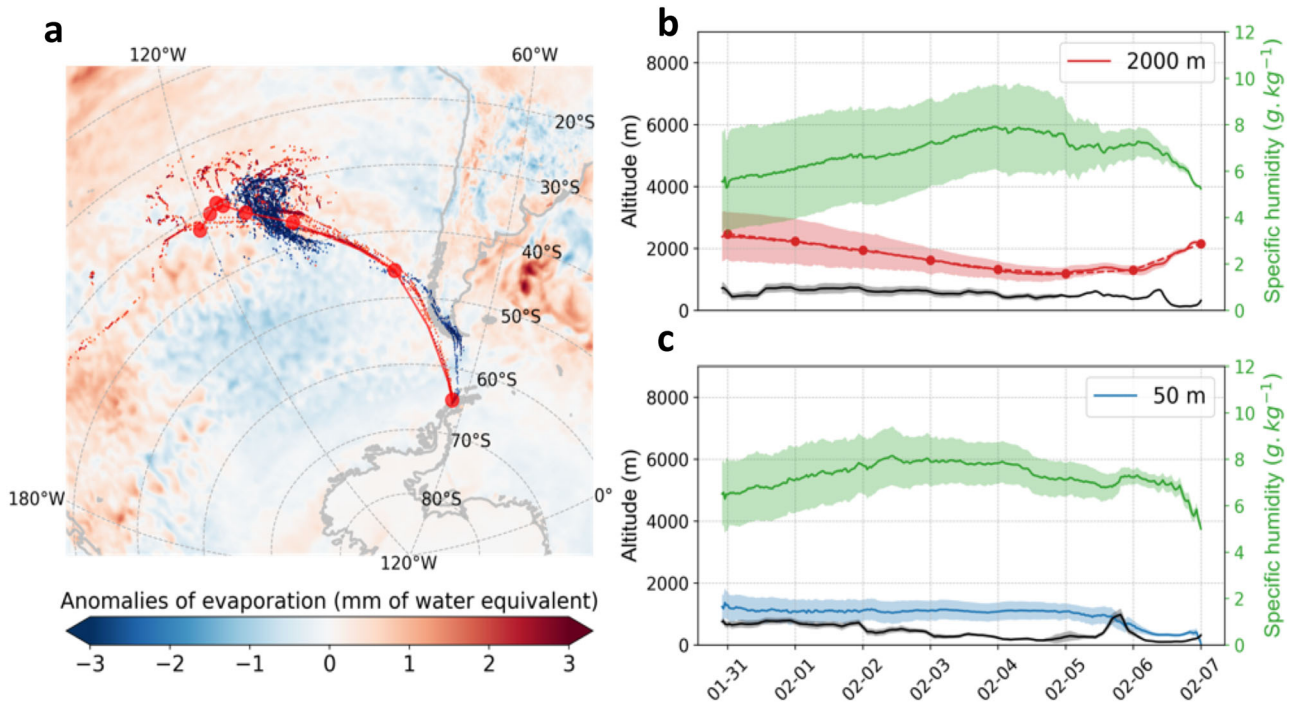 a
120°W
60°W
20°S
30°S
40°S
50°S
60°S
70°S
80°S
180°W
0°
120°W
Anomalies of evaporation (mm of water equivalent)
−3 −2 −1 0 1 2 3
b
2000 m
Altitude (m)
8000
6000
4000
2000
0
Specific humidity (g. kg⁻¹)
12
10
8
6
4
2
0
c
50 m
Altitude (m)
8000
6000
4000
2000
0
Specific humidity (g. kg⁻¹)
12
10
8
6
4
2
0
01-31 02-01 02-02 02-03 02-04 02-05 02-06 02-07